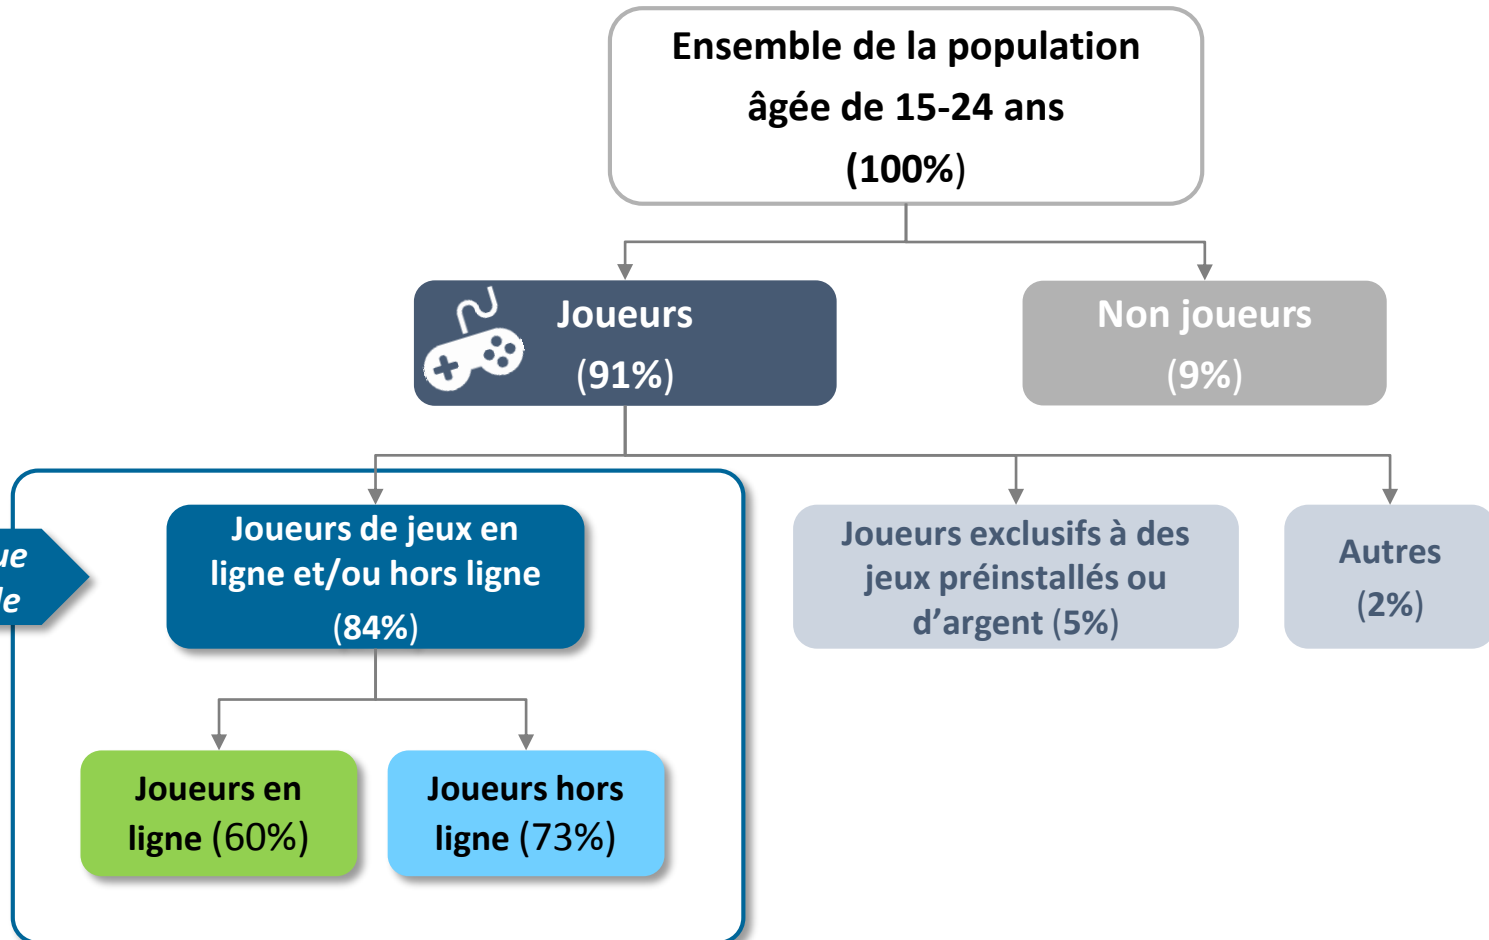 Ensemble de la population
âgée de 15-24 ans
(100%)
Joueurs
(91%)
Non joueurs
(9%)
Joueurs de jeux en
ligne et/ou hors ligne
(84%)
Joueurs exclusifs à des
jeux préinstallés ou
d’argent (5%)
Autres
(2%)
Joueurs en
ligne (60%)
Joueurs hors
ligne (73%)